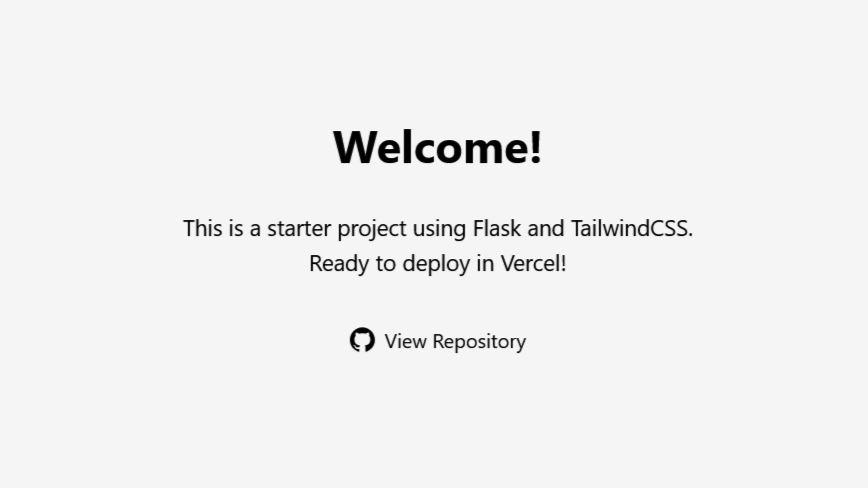 Welcome!
This is a starter project using Flask and TailwindCSS.
Ready to deploy in Vercel!
View Repository